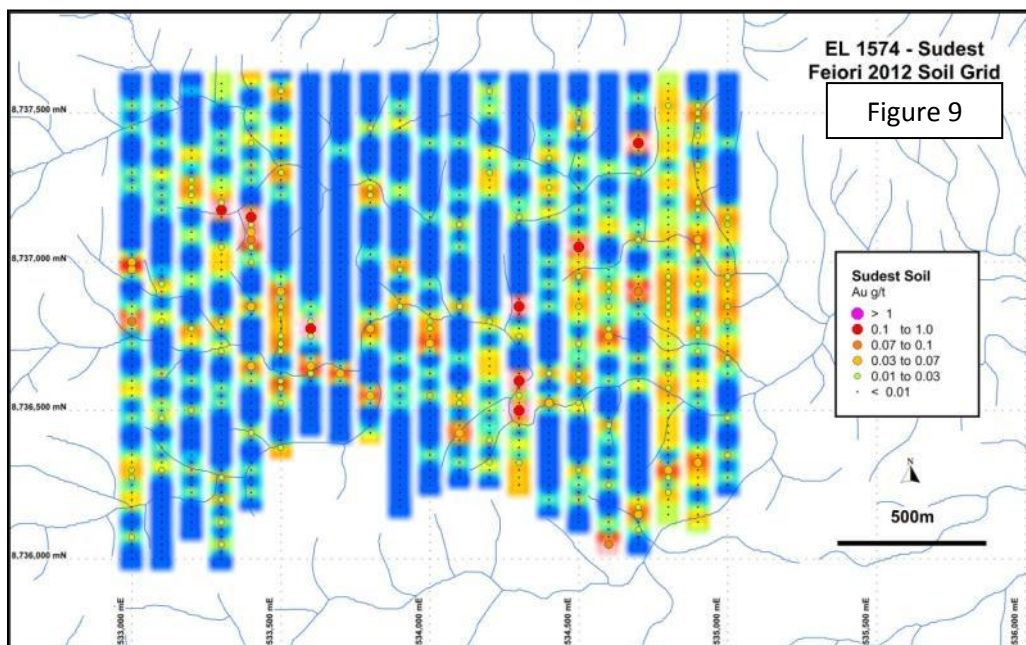 EL 1574 - Sudest
Feiori 2012 Soil Grid
Figure 9
8,737,500 mN
8,737,000 mN
8,736,500 mN
8,736,000 mN
Sudest Soil
Au g/t
> 1
0.1 to 1.0
0.07 to 0.1
0.03 to 0.07
0.01 to 0.03
< 0.01
N
500m
533,000 mE
533,500 mE
534,000 mE
534,500 mE
535,000 mE
535,500 mE
536,000 mE